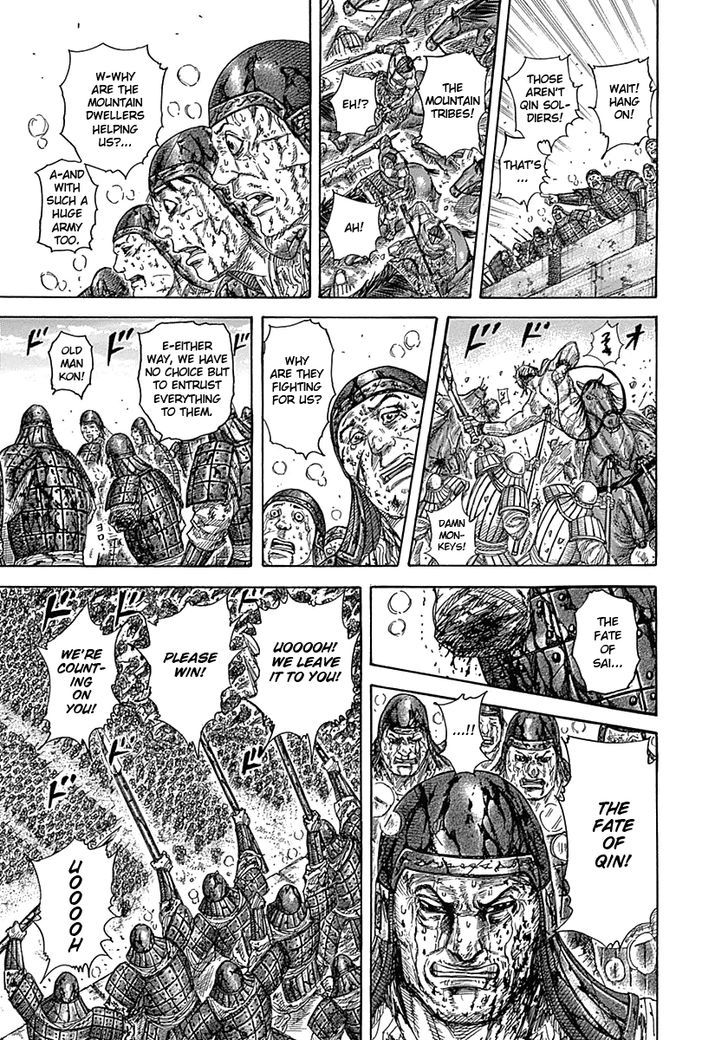 WAIT!
HANG
ON!
THOSE
AREN'T
QIN SOL-
DIERS!
THAT'S...
THE
MOUNTAIN
TRIBES!
EH!?
AH!
W-WHY
ARE THE
MOUNTAIN
DWELLERS
HELPING
US?...
A-AND
WITH
SUCH A
HUGE
ARMY
TOO.
DAMN
MON-
KEYS!
WHY
ARE THEY
FIGHTING
FOR US?
E-EITHER
WAY, WE HAVE
NO CHOICE BUT
TO ENTRUST
EVERYTHING
TO THEM.
OLD
MAN
KON!
ドド
THE
FATE
OF
SAI...
...!!
THE
FATE
OF
QIN!
UOOOOH!
WE LEAVE
IT TO YOU!
PLEASE
WIN!
WE'RE
COUNT-
ING
ON YOU!
UOOOOH
ドドド